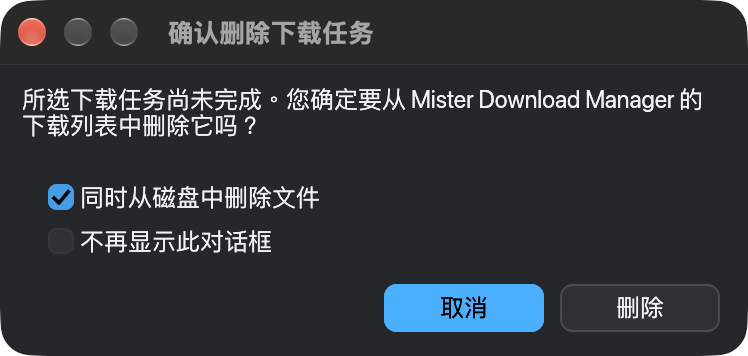 确认删除下载任务
所选下载任务尚未完成。您确定要从 Mister Download Manager 的
下载列表中删除它吗？
同时从磁盘中删除文件
不再显示此对话框
取消
删除